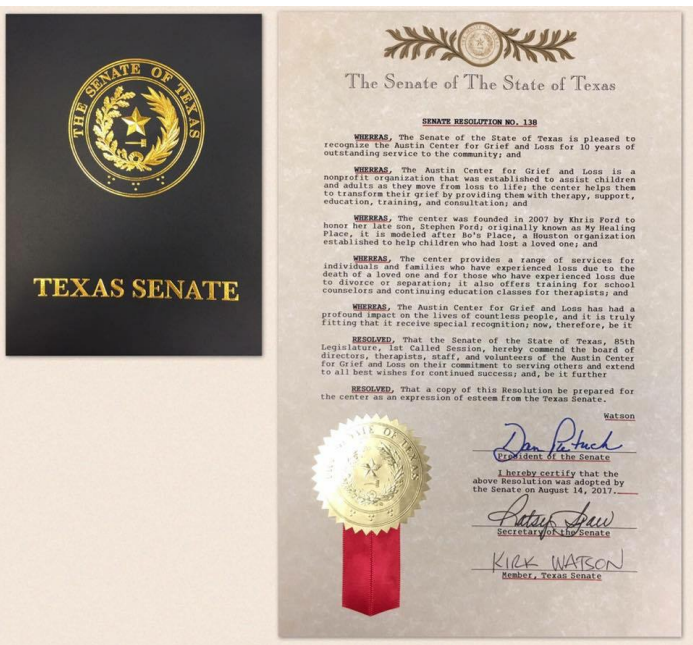 THE SENATE OF TEXAS
TEXAS SENATE
The Senate of The State of Texas
SENATE RESOLUTION NO. 138
WHEREAS, The Senate of the State of Texas is pleased to
recognize the Austin Center for Grief and Loss for 10 years of
outstanding service to the community; and
WHEREAS, The Austin Center for Grief and Loss is a
nonprofit organization that was established to assist children
and adults as they move from loss to life; the center helps them
to transform their grief by providing them with therapy, support,
education, training, and consultation; and
WHEREAS, The center was founded in 2007 by Khris Ford to
honor her late son, Stephen Ford; originally known as My Healing
Place, it is modeled after Bo's Place, a Houston organization
established to help children who had lost a loved one; and
WHEREAS, The center provides a range of services for
individuals and families who have experienced loss due to the
death of a loved one and for those who have experienced loss due
to divorce or separation; it also offers training for school
counselors and continuing education classes for therapists; and
WHEREAS, The Austin Center for Grief and Loss has had a
profound impact on the lives of countless people, and it is truly
fitting that it receive special recognition; now, therefore, be it
RESOLVED, That the Senate of the State of Texas, 85th
Legislature, 1st Called Session, hereby commend the board of
directors, therapists, staff, and volunteers of the Austin Center
for Grief and Loss on their commitment to serving others and extend
to all best wishes for continued success; and, be it further
RESOLVED, That a copy of this Resolution be prepared for
the center as an expression of esteem from the Texas Senate.
Watson
Dan Patrick
President of the Senate
I hereby certify that the
above Resolution was adopted by
the Senate on August 14, 2017.
Patsy Spaw
Secretary of the Senate
KIRK WATSON
Member, Texas Senate